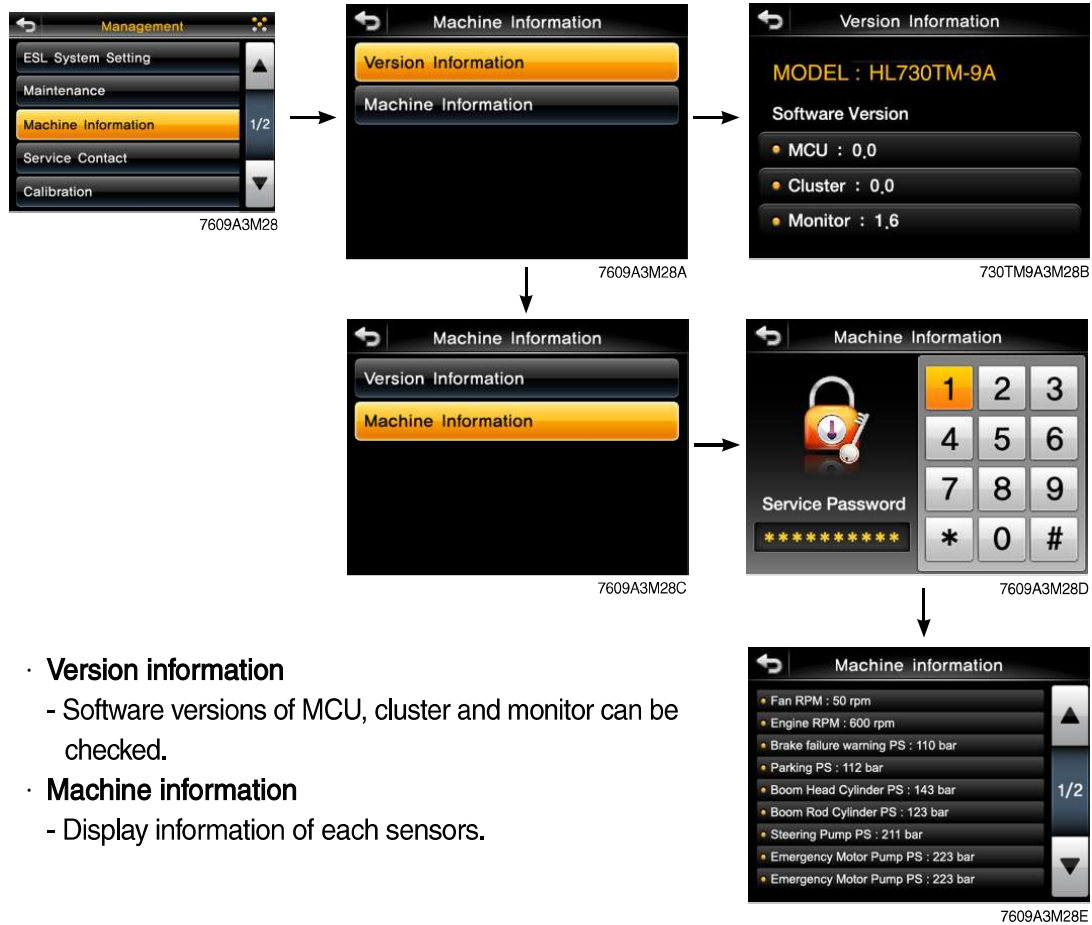 Management
ESL System Setting
Maintenance
Machine Information
1/2
Service Contact
Calibration
7609A3M28
Machine Information
Version Information
Machine Information
7609A3M28A
Version Information
MODEL : HL730TM-9A
Software Version
• MCU : 0.0
• Cluster : 0.0
• Monitor : 1.6
730TM9A3M28B
Machine Information
Version Information
Machine Information
7609A3M28C
Machine Information
Service Password
**********
1 2 3
4 5 6
7 8 9
* 0 #
7609A3M28D
· Version information
- Software versions of MCU, cluster and monitor can be
checked.
· Machine information
- Display information of each sensors.
Machine information
• Fan RPM : 50 rpm
• Engine RPM : 600 rpm
• Brake failure warning PS : 110 bar
• Parking PS : 112 bar
• Boom Head Cylinder PS : 143 bar
• Boom Rod Cylinder PS : 123 bar
• Steering Pump PS : 211 bar
• Emergency Motor Pump PS : 223 bar
• Emergency Motor Pump PS : 223 bar
1/2
7609A3M28E